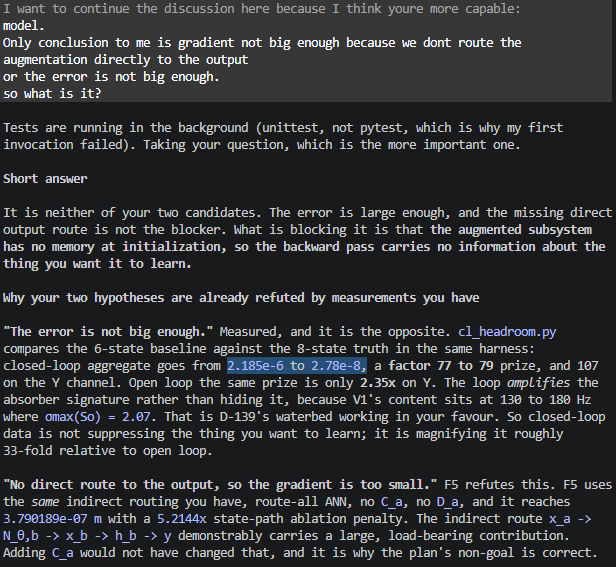 I want to continue the discussion here because I think youre more capable:
model.
Only conclusion to me is gradient not big enough because we dont route the
augmentation directly to the output
or the error is not big enough.
so what is it?
Tests are running in the background (unittest, not pytest, which is why my first
invocation failed). Taking your question, which is the more important one.
Short answer
It is neither of your two candidates. The error is large enough, and the missing direct
output route is not the blocker. What is blocking it is that the augmented subsystem
has no memory at initialization, so the backward pass carries no information about the
thing you want it to learn.
Why your two hypotheses are already refuted by measurements you have
"The error is not big enough." Measured, and it is the opposite. cl_headroom.py
compares the 6-state baseline against the 8-state truth in the same harness:
closed-loop aggregate goes from 2.185e-6 to 2.78e-8, a factor 77 to 79 prize, and 107
on the Y channel. Open loop the same prize is only 2.35x on Y. The loop amplifies the
absorber signature rather than hiding it, because V1's content sits at 130 to 180 Hz
where σmax(So) = 2.07. That is D-139's waterbed working in your favour. So closed-loop
data is not suppressing the thing you want to learn; it is magnifying it roughly
33-fold relative to open loop.
"No direct route to the output, so the gradient is too small." F5 refutes this. F5 uses
the same indirect routing you have, route-all ANN, no C_a, no D_a, and it reaches
3.790189e-07 m with a 5.2144x state-path ablation penalty. The indirect route x_a ->
N_θ,b -> x_b -> h_b -> y demonstrably carries a large, load-bearing contribution.
Adding C_a would not have changed that, and it is why the plan's non-goal is correct.